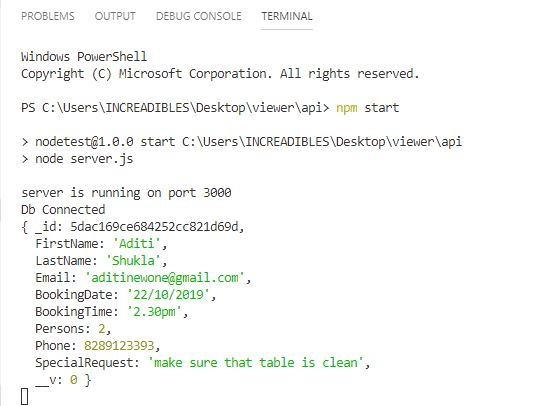 PROBLEMS OUTPUT DEBUG CONSOLE TERMINAL
Windows PowerShell
Copyright (C) Microsoft Corporation. All rights reserved.
PS C:\Users\INCREADIBLES\Desktop\viewer\api> npm start
> nodetest@1.0.0 start C:\Users\INCREADIBLES\Desktop\viewer\api
> node server.js
server is running on port 3000
Db Connected
{ _id: 5dac169ce684252cc821d69d,
FirstName: 'Aditi',
LastName: 'Shukla',
Email: 'aditinewone@gmail.com',
BookingDate: '22/10/2019',
BookingTime: '2.30pm',
Persons: 2,
Phone: 8289123393,
SpecialRequest: 'make sure that table is clean',
__v: 0 }